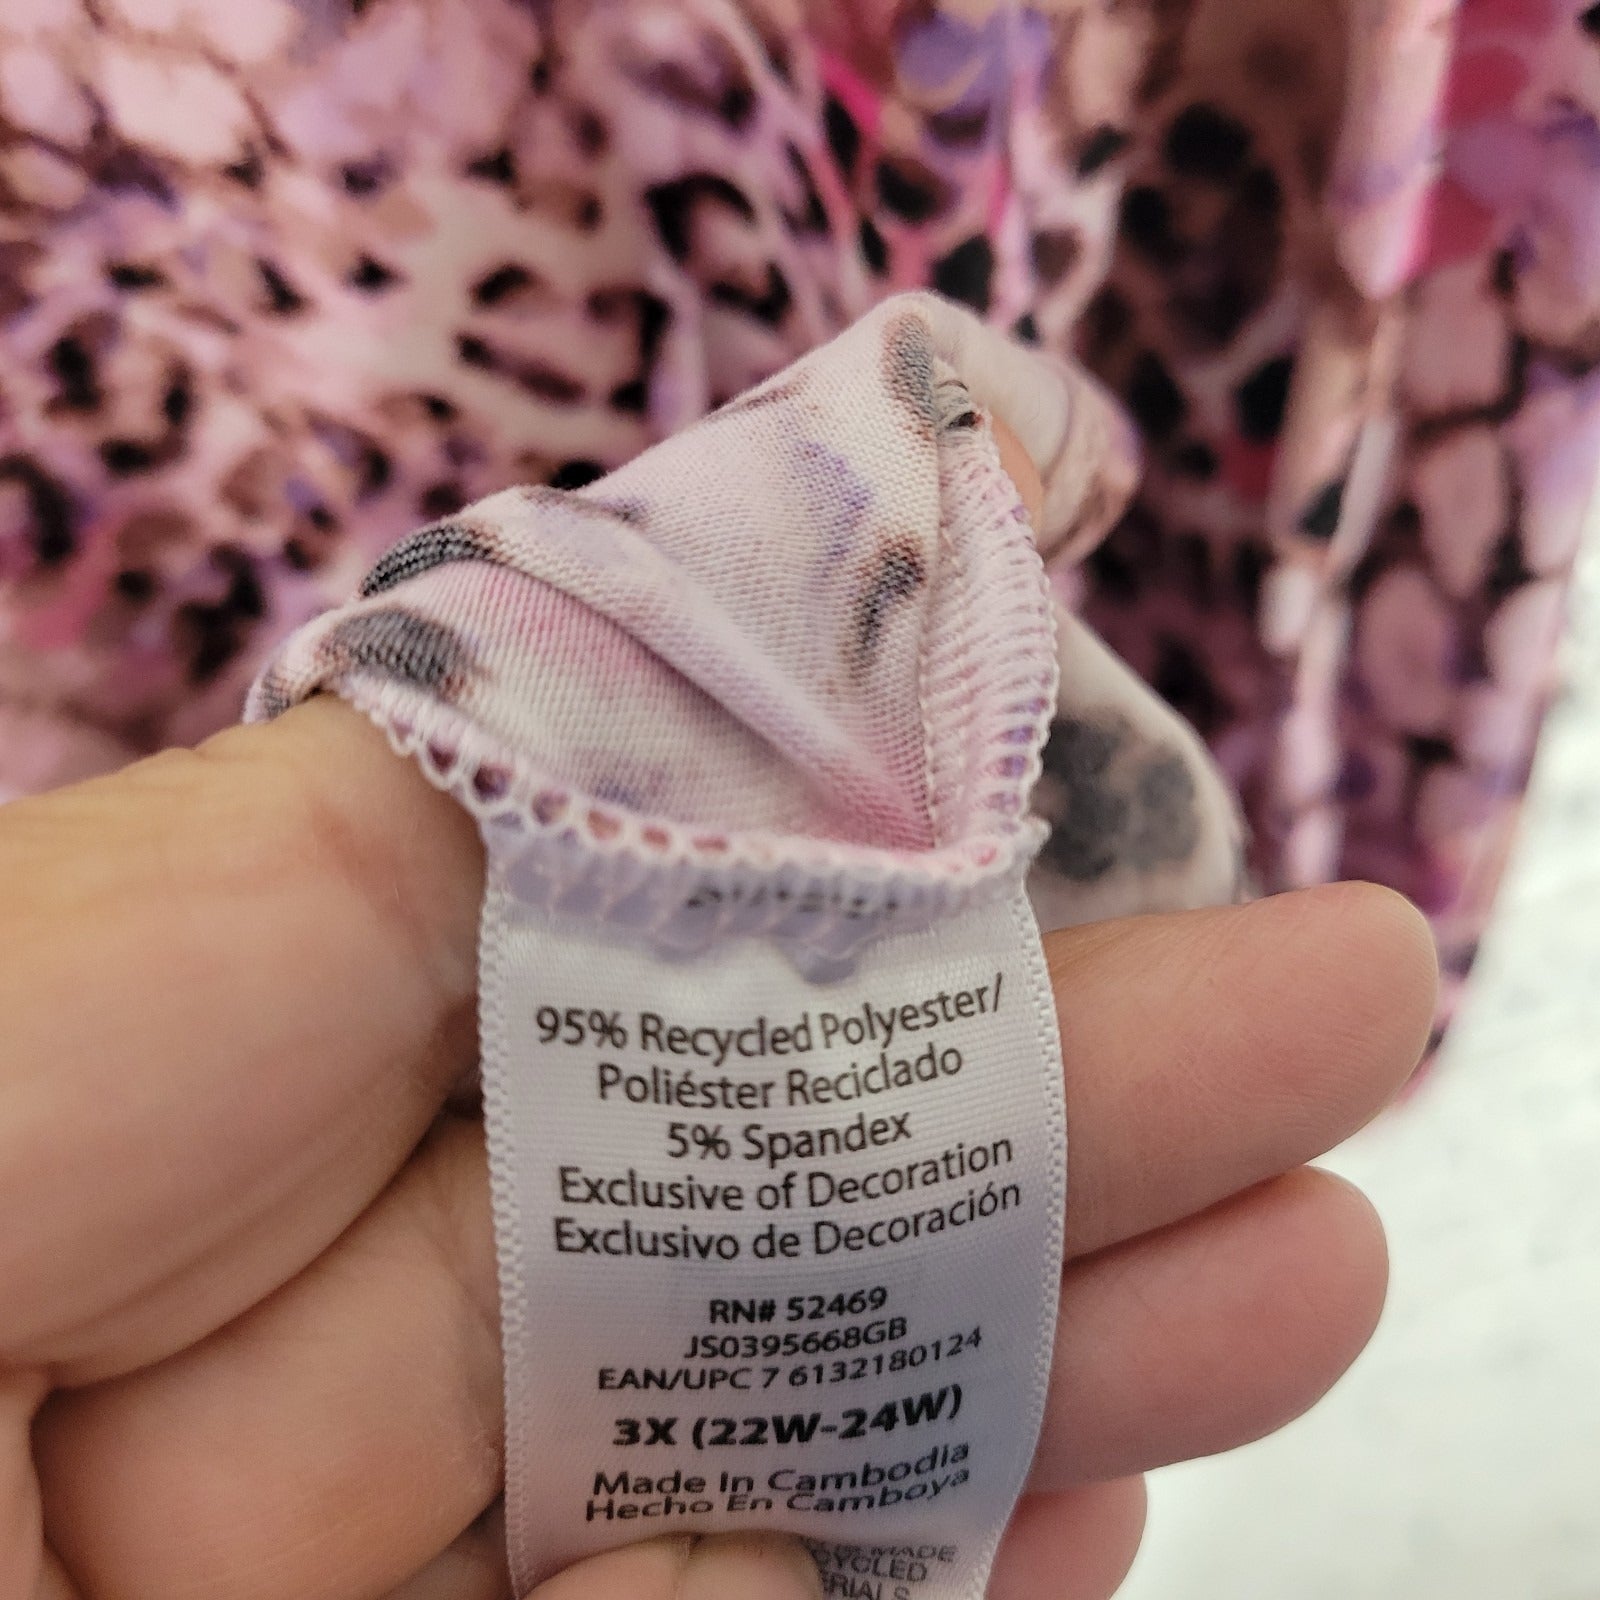 95% Recycled Polyester/
Poliéster Reciclado
5% Spandex
Exclusive of Decoration
Exclusivo de Decoración
RN# 52469
JS0395668GB
EAN/UPC 7 6132180124
3X (22W-24W)
Made In Cambodia
Hecho En Camboya
MADE